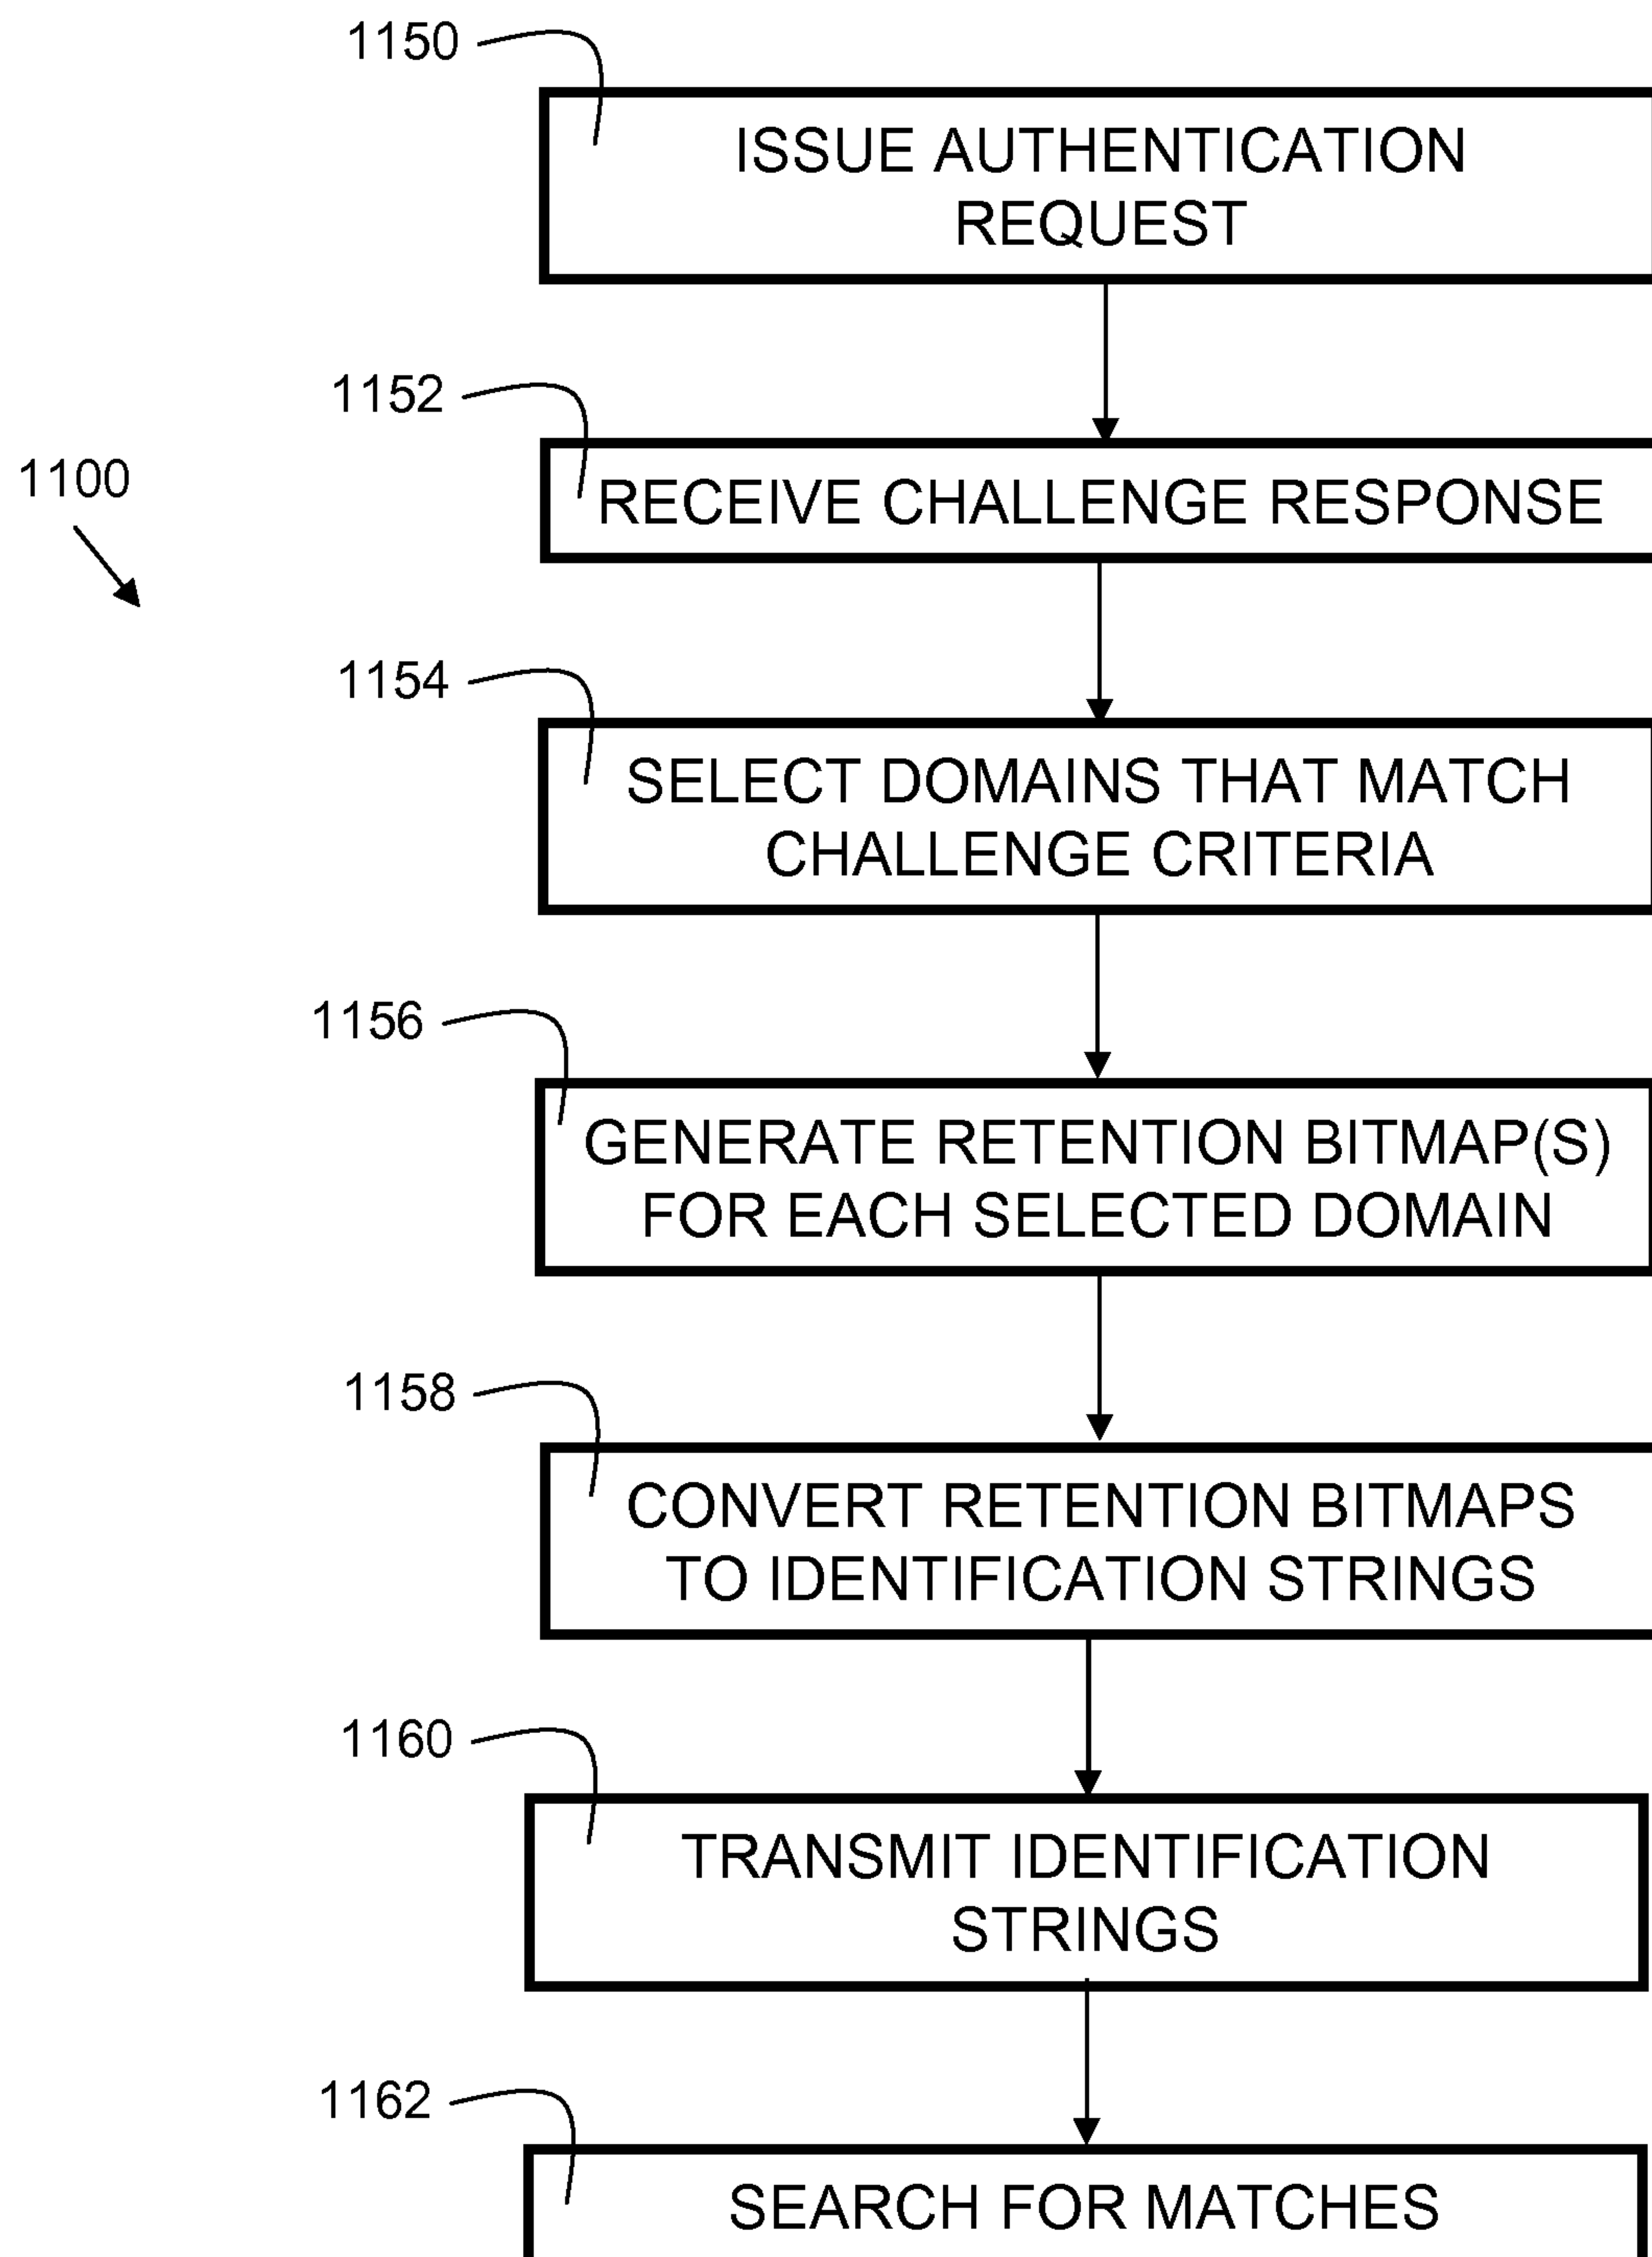 1150
ISSUE AUTHENTICATION
REQUEST
1152
RECEIVE CHALLENGE RESPONSE
1100
1154
SELECT DOMAINS THAT MATCH
CHALLENGE CRITERIA
1156
GENERATE RETENTION BITMAP(S)
FOR EACH SELECTED DOMAIN
1158
CONVERT RETENTION BITMAPS
TO IDENTIFICATION STRINGS
1160
TRANSMIT IDENTIFICATION
STRINGS
1162
SEARCH FOR MATCHES